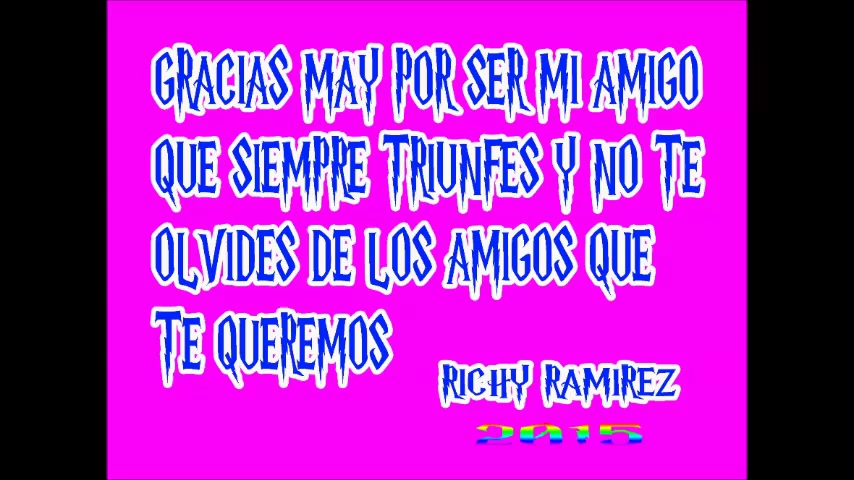 GRACIAS MAY POR SER MI AMIGO
QUE SIEMPRE TRIUNFES Y NO TE
OLVIDES DE LOS AMIGOS QUE
TE QUEREMOS
RICHY RAMIREZ
2015